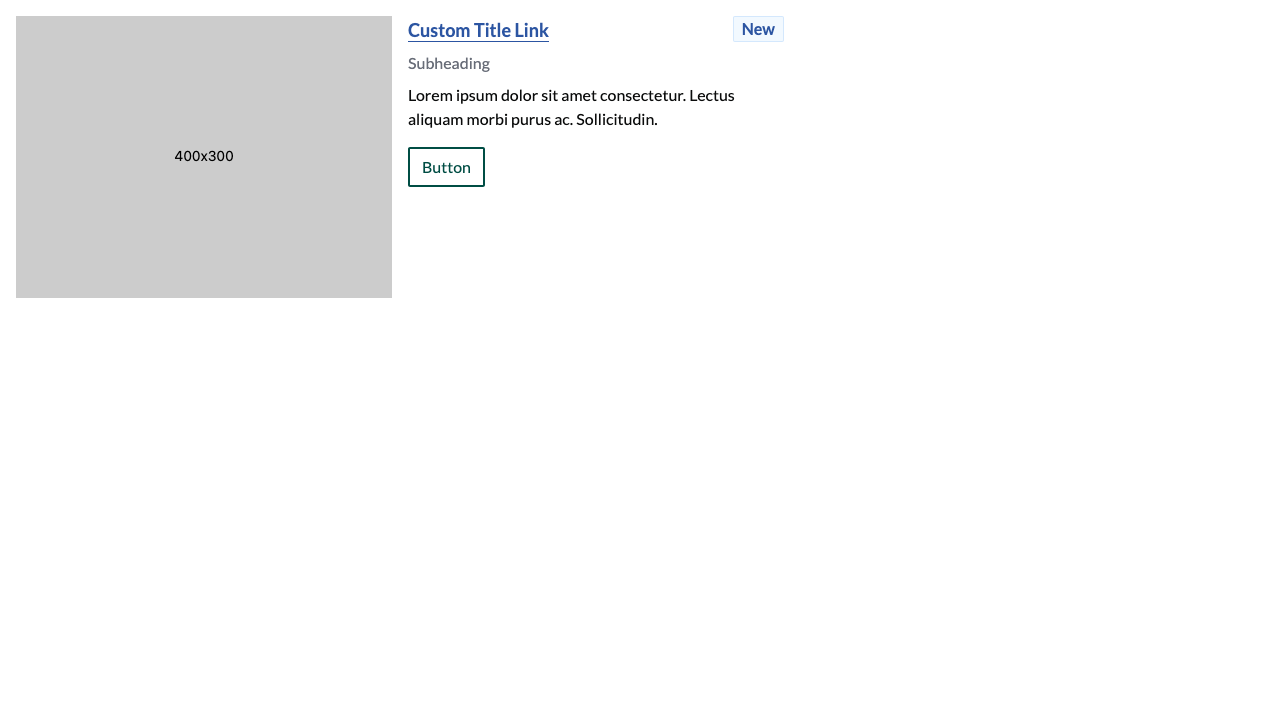 400x300
Custom Title Link
New
Subheading
Lorem ipsum dolor sit amet consectetur. Lectus
aliquam morbi purus ac. Sollicitudin.
Button